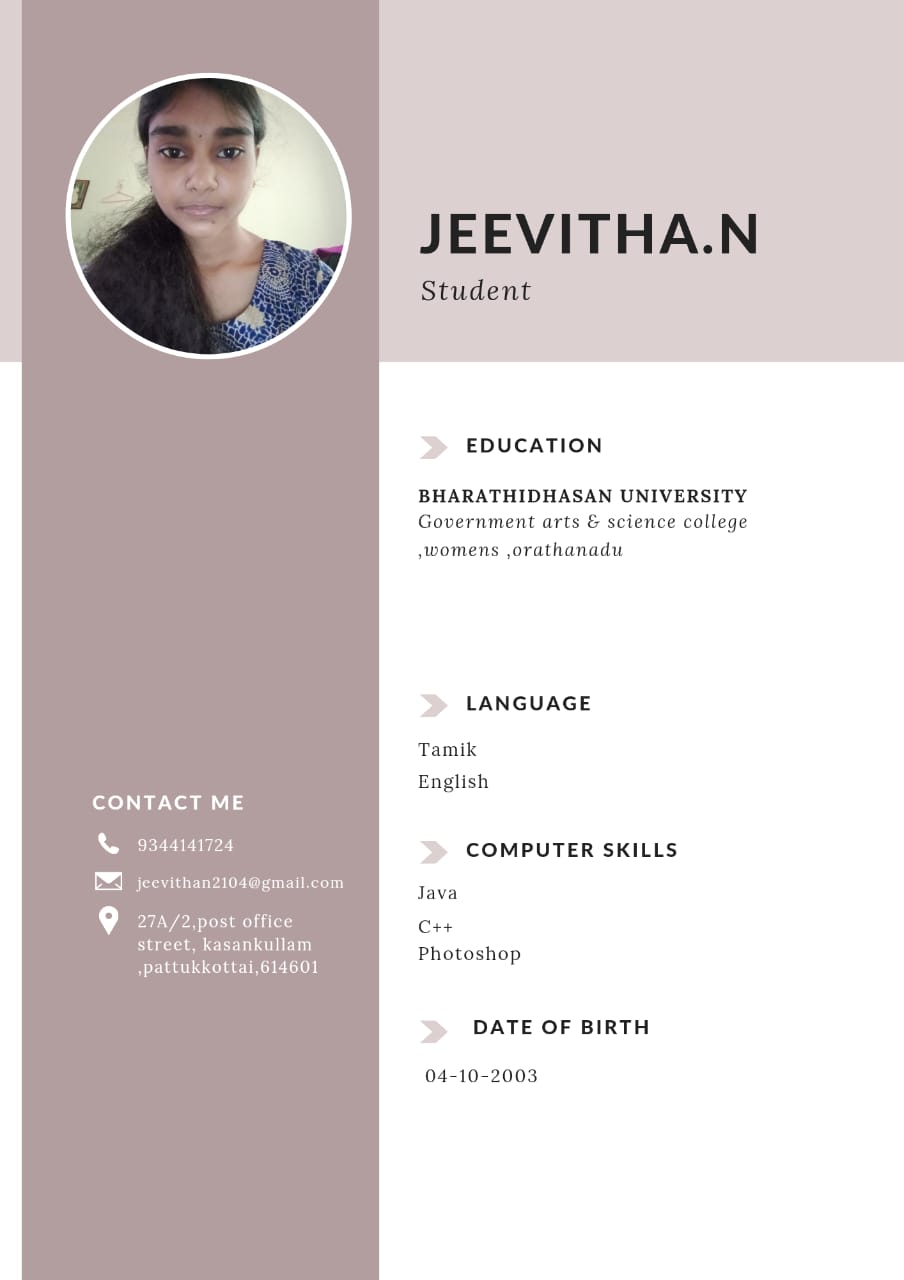 JEEVITHA.N
Student
EDUCATION
BHARATHIDHASAN UNIVERSITY
Government arts & science college
,womens ,orathanadu
LANGUAGE
Tamik
English
COMPUTER SKILLS
Java
C++
Photoshop
DATE OF BIRTH
04-10-2003
CONTACT ME
9344141724
jeevithan2104@gmail.com
27A/2,post office
street, kasankullam
,pattukkottai,614601